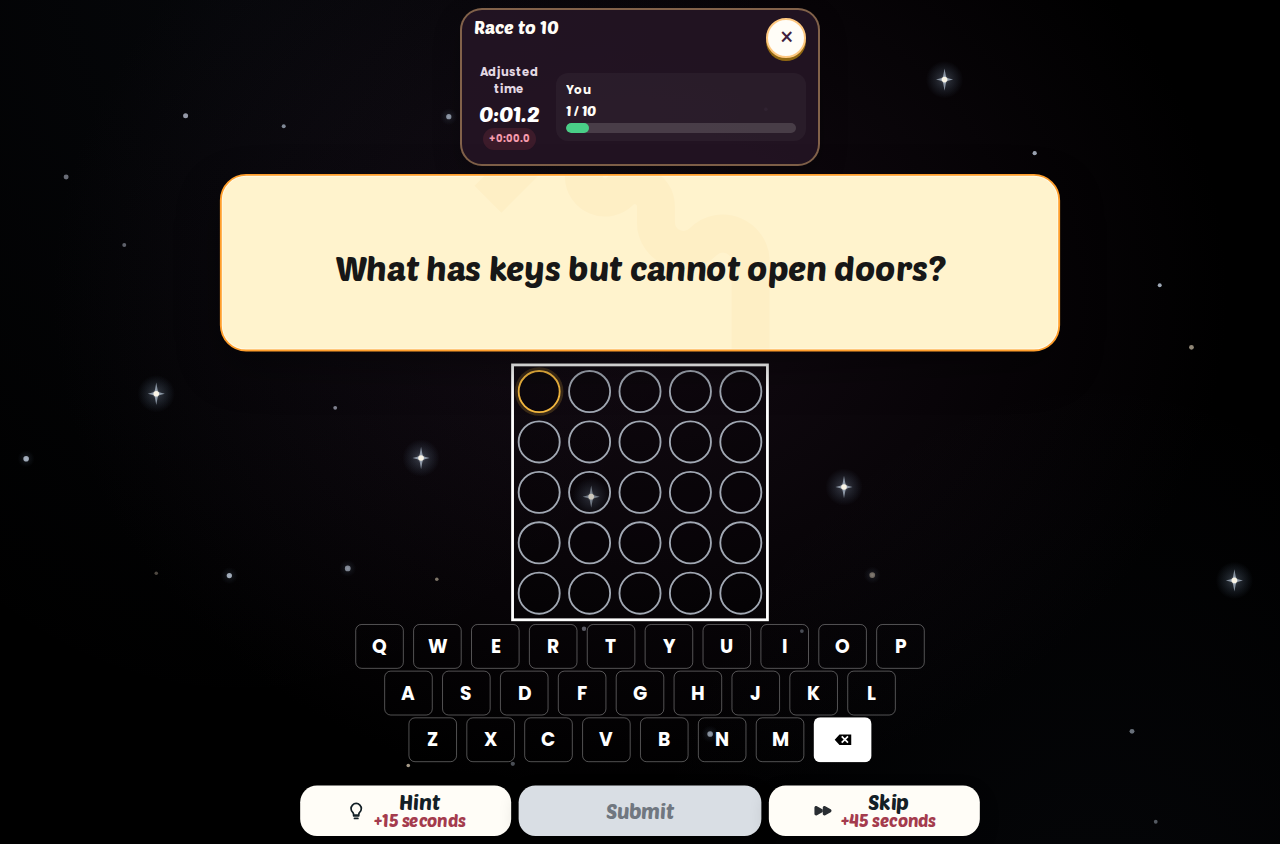 Race to 10
×
Adjusted
time
0:01.2
+0:00.0
You
1 / 10
What has keys but cannot open doors?
Q W E R T Y U I O P
A S D F G H J K L
Z X C V B N M
Hint
+15 seconds
Submit
Skip
+45 seconds